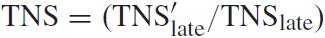 TNS = (TNS′late/TNSlate)